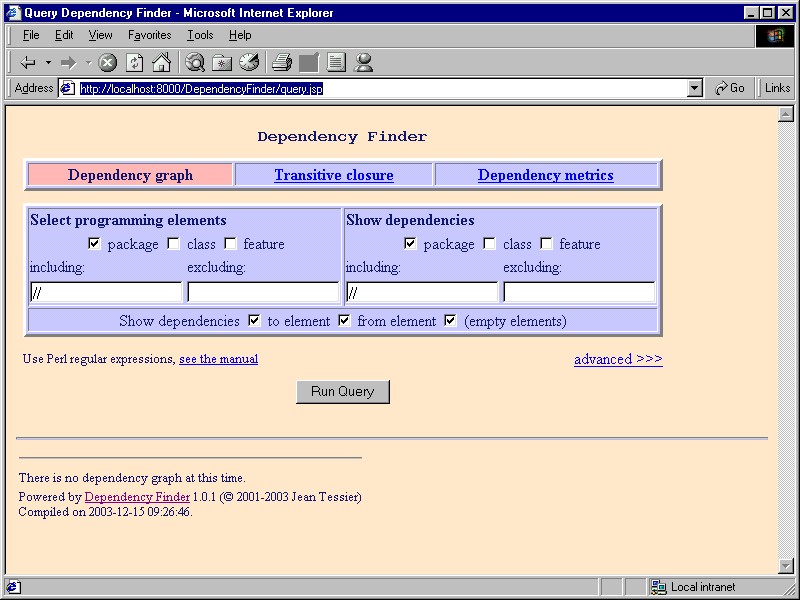 Query Dependency Finder - Microsoft Internet Explorer
File Edit View Favorites Tools Help
Address http://localhost:8000/DependencyFinder/query.jsp Go Links
Dependency Finder
Dependency graph Transitive closure Dependency metrics
Select programming elements Show dependencies
package class feature package class feature
including: excluding: including: excluding:
// //
Show dependencies to element from element (empty elements)
Use Perl regular expressions, see the manual advanced >>>
Run Query
There is no dependency graph at this time.
Powered by Dependency Finder 1.0.1 (© 2001-2003 Jean Tessier)
Compiled on 2003-12-15 09:26:46.
Local intranet